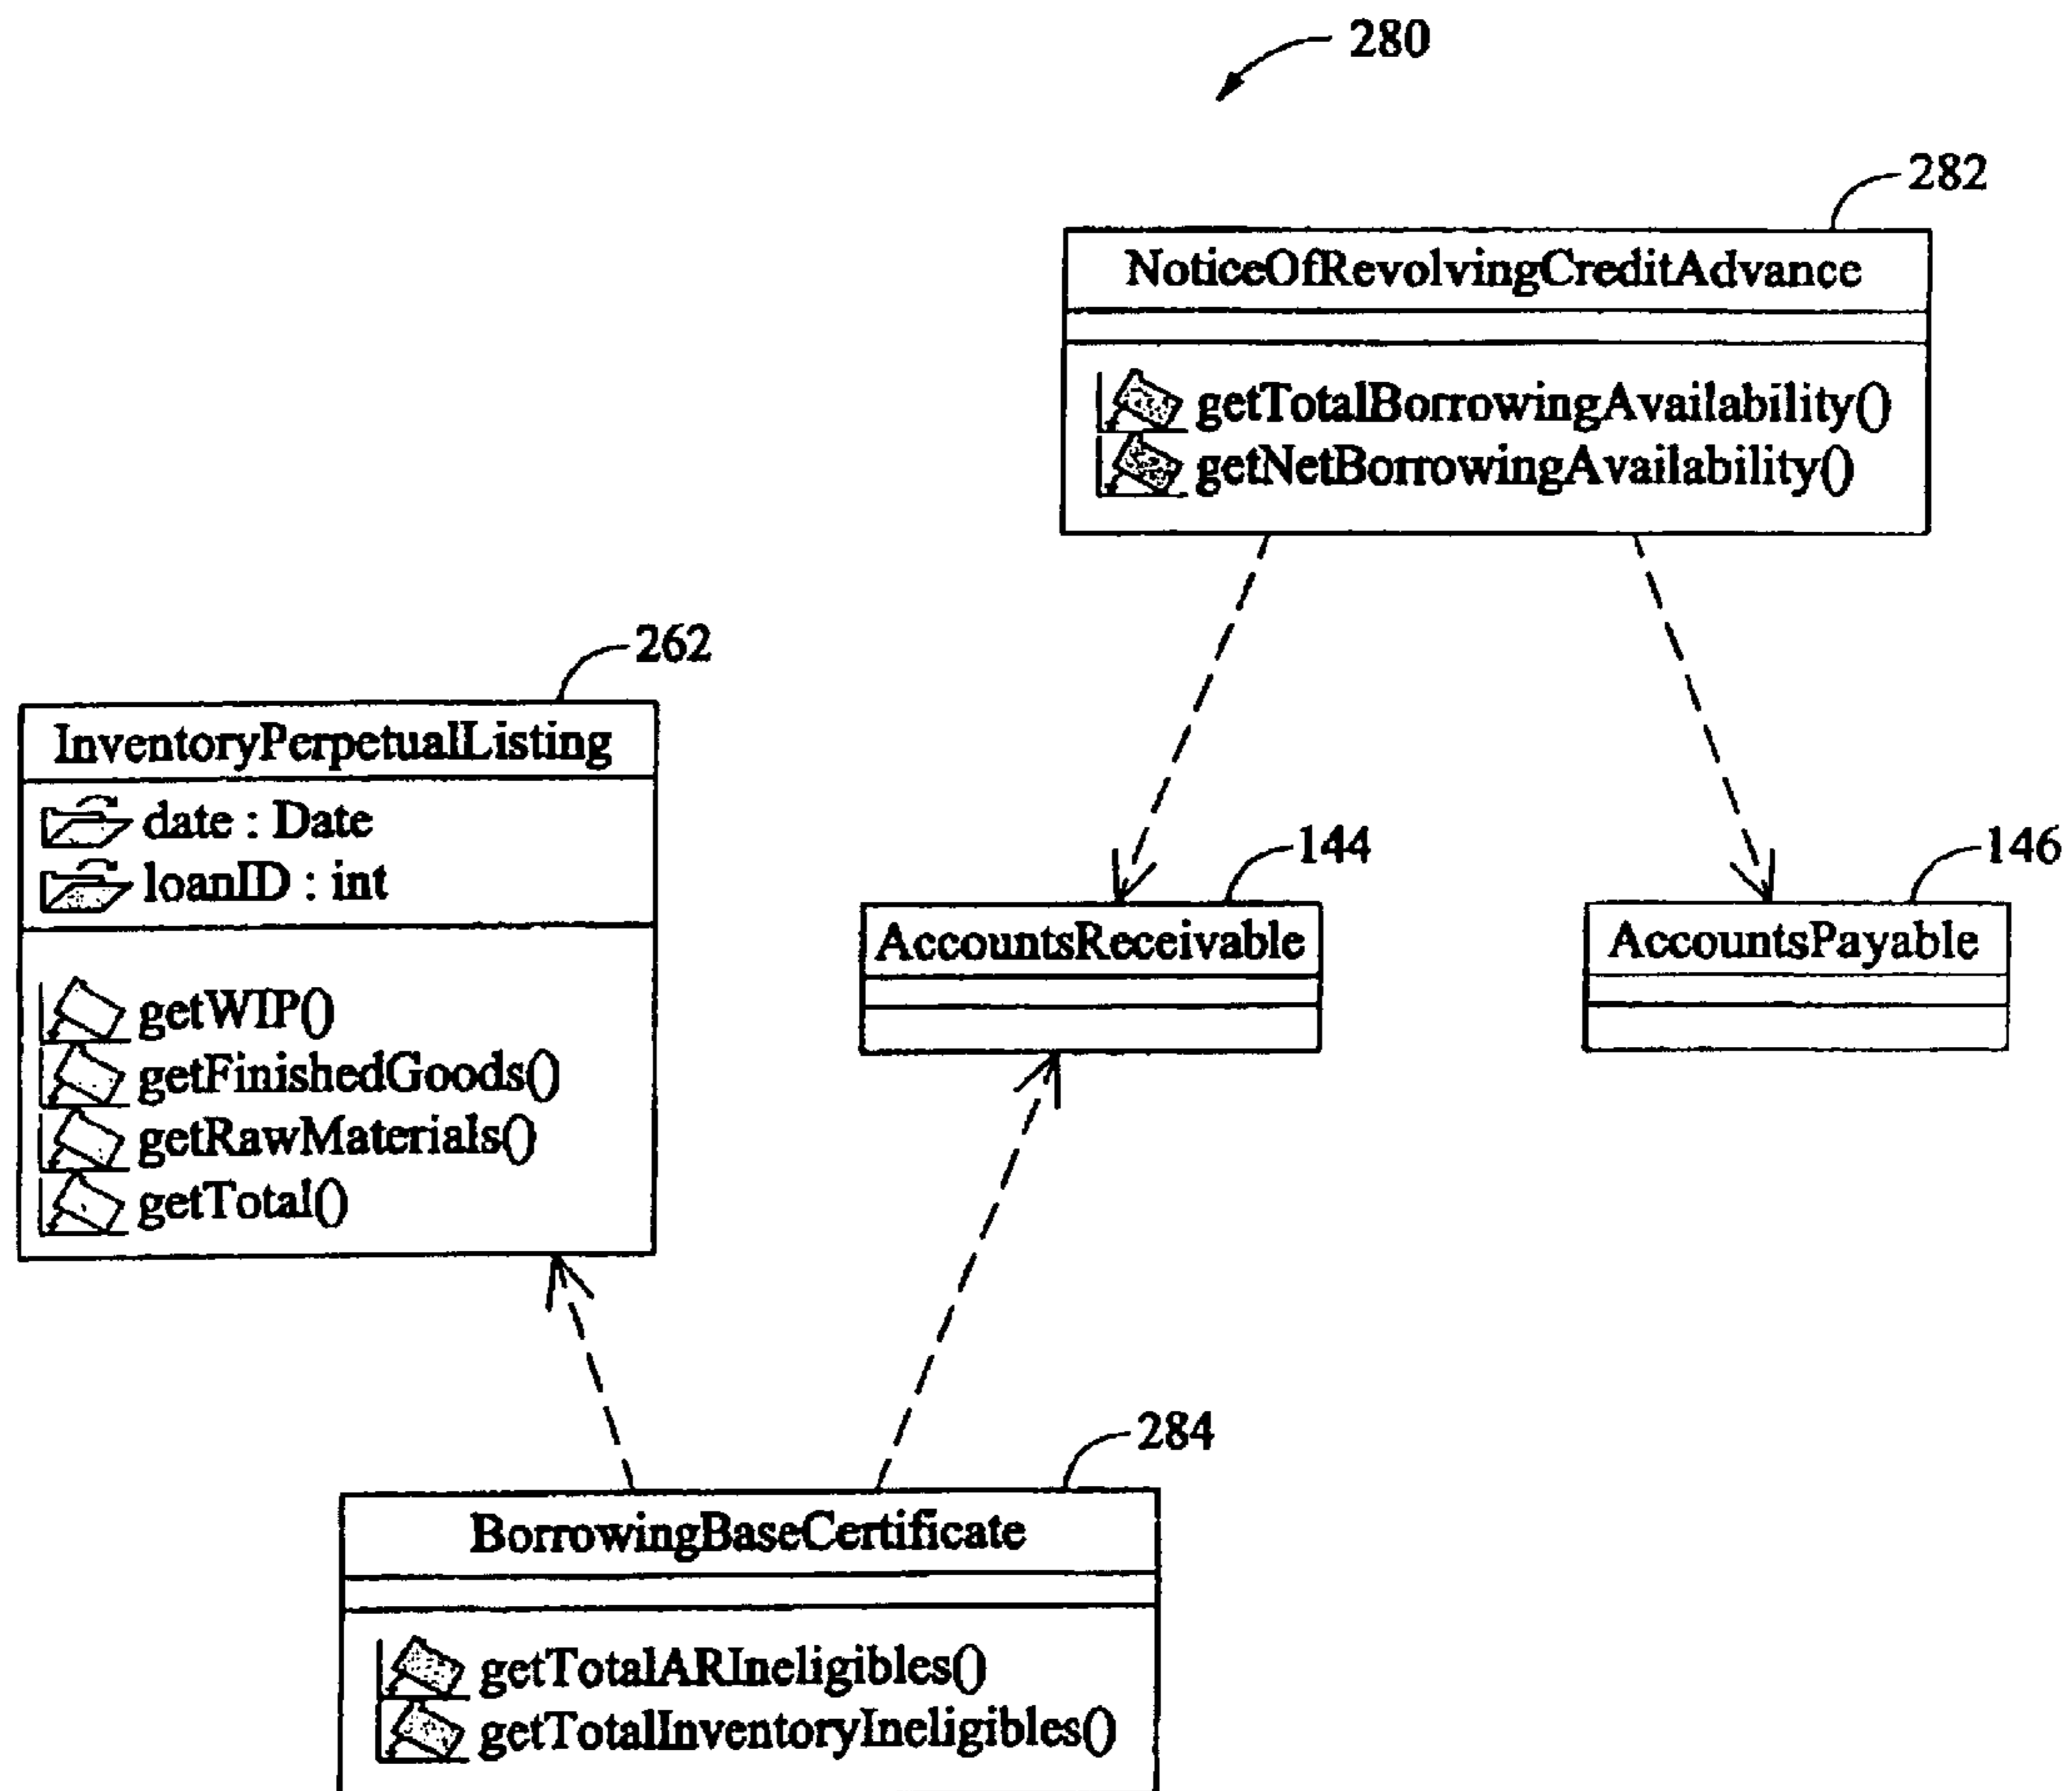 280
282
NoticeOfRevolvingCreditAdvance
getTotalBorrowingAvailability()
getNetBorrowingAvailability()
262
InventoryPerpetualListing
date : Date
loanID : int
getWIP()
getFinishedGoods()
getRawMaterials()
getTotal()
144
AccountsReceivable
146
AccountsPayable
284
BorrowingBaseCertificate
getTotalARIneligibles()
getTotalInventoryIneligibles()